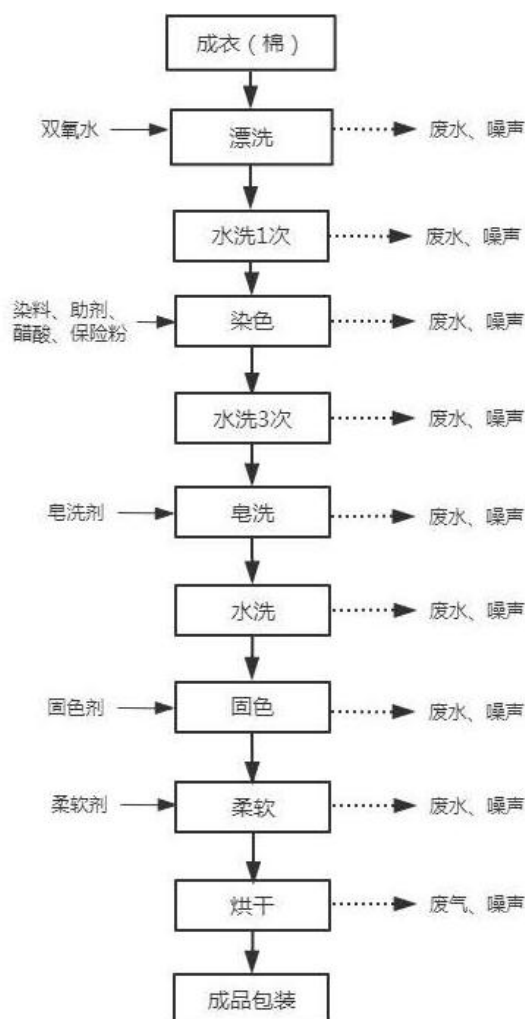 成衣（棉）
双氧水
漂洗
废水、噪声
水洗1次
废水、噪声
染料、助剂、
醋酸、保险粉
染色
废水、噪声
水洗3次
废水、噪声
皂洗剂
皂洗
废水、噪声
水洗
废水、噪声
固色剂
固色
废水、噪声
柔软剂
柔软
废水、噪声
烘干
废气、噪声
成品包装